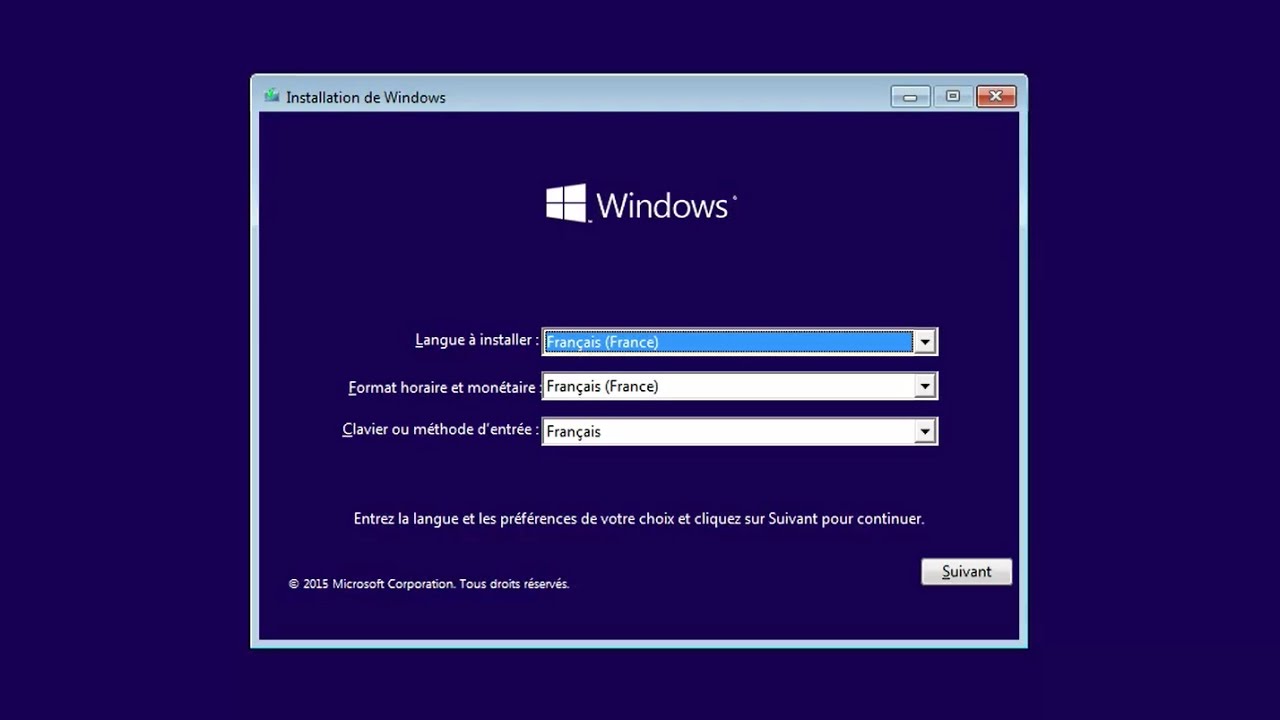 Installation de Windows
Windows
Langue à installer : Français (France)
Format horaire et monétaire : Français (France)
Clavier ou méthode d'entrée : Français
Entrez la langue et les préférences de votre choix et cliquez sur Suivant pour continuer.
Suivant
© 2015 Microsoft Corporation. Tous droits réservés.